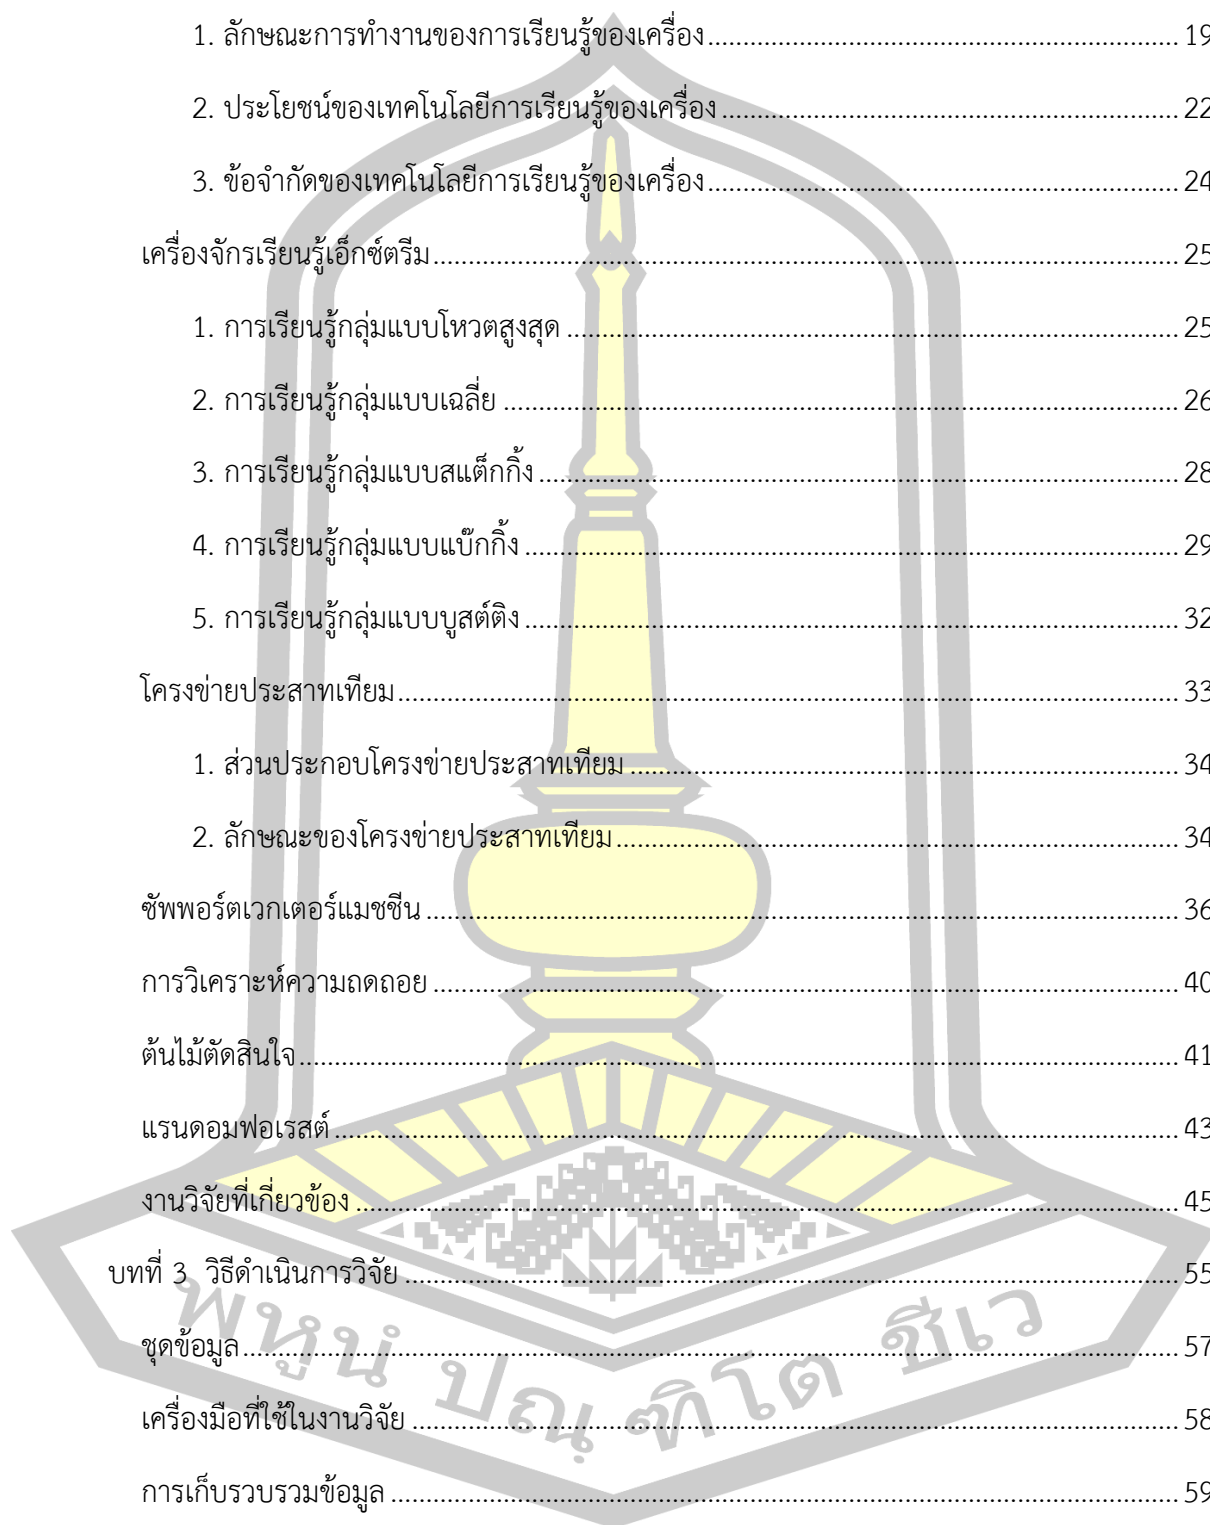 1. ลักษณะการทำงานของการเรียนรู้ของเครื่อง ... 19
2. ประโยชน์ของเทคโนโลยีการเรียนรู้ของเครื่อง ... 22
3. ข้อจำกัดของเทคโนโลยีการเรียนรู้ของเครื่อง ... 24
เครื่องจักรเรียนรู้เอ็กซ์ตรีม ... 25
1. การเรียนรู้กลุ่มแบบโหวตสูงสุด ... 25
2. การเรียนรู้กลุ่มแบบเฉลี่ย ... 26
3. การเรียนรู้กลุ่มแบบสแต็กกิ้ง ... 28
4. การเรียนรู้กลุ่มแบบแบ๊กกิ้ง ... 29
5. การเรียนรู้กลุ่มแบบบูสต์ติง ... 32
โครงข่ายประสาทเทียม ... 33
1. ส่วนประกอบโครงข่ายประสาทเทียม ... 34
2. ลักษณะของโครงข่ายประสาทเทียม ... 34
ซัพพอร์ตเวกเตอร์แมชชีน ... 36
การวิเคราะห์ความถดถอย ... 40
ต้นไม้ตัดสินใจ ... 41
แรนดอมฟอเรสต์ ... 43
งานวิจัยที่เกี่ยวข้อง ... 45
บทที่ 3 วิธีดำเนินการวิจัย ... 55
ชุดข้อมูล ... 57
เครื่องมือที่ใช้ในงานวิจัย ... 58
การเก็บรวบรวมข้อมูล ... 59
พหูนํ ปณฺฑิโต ชีเว